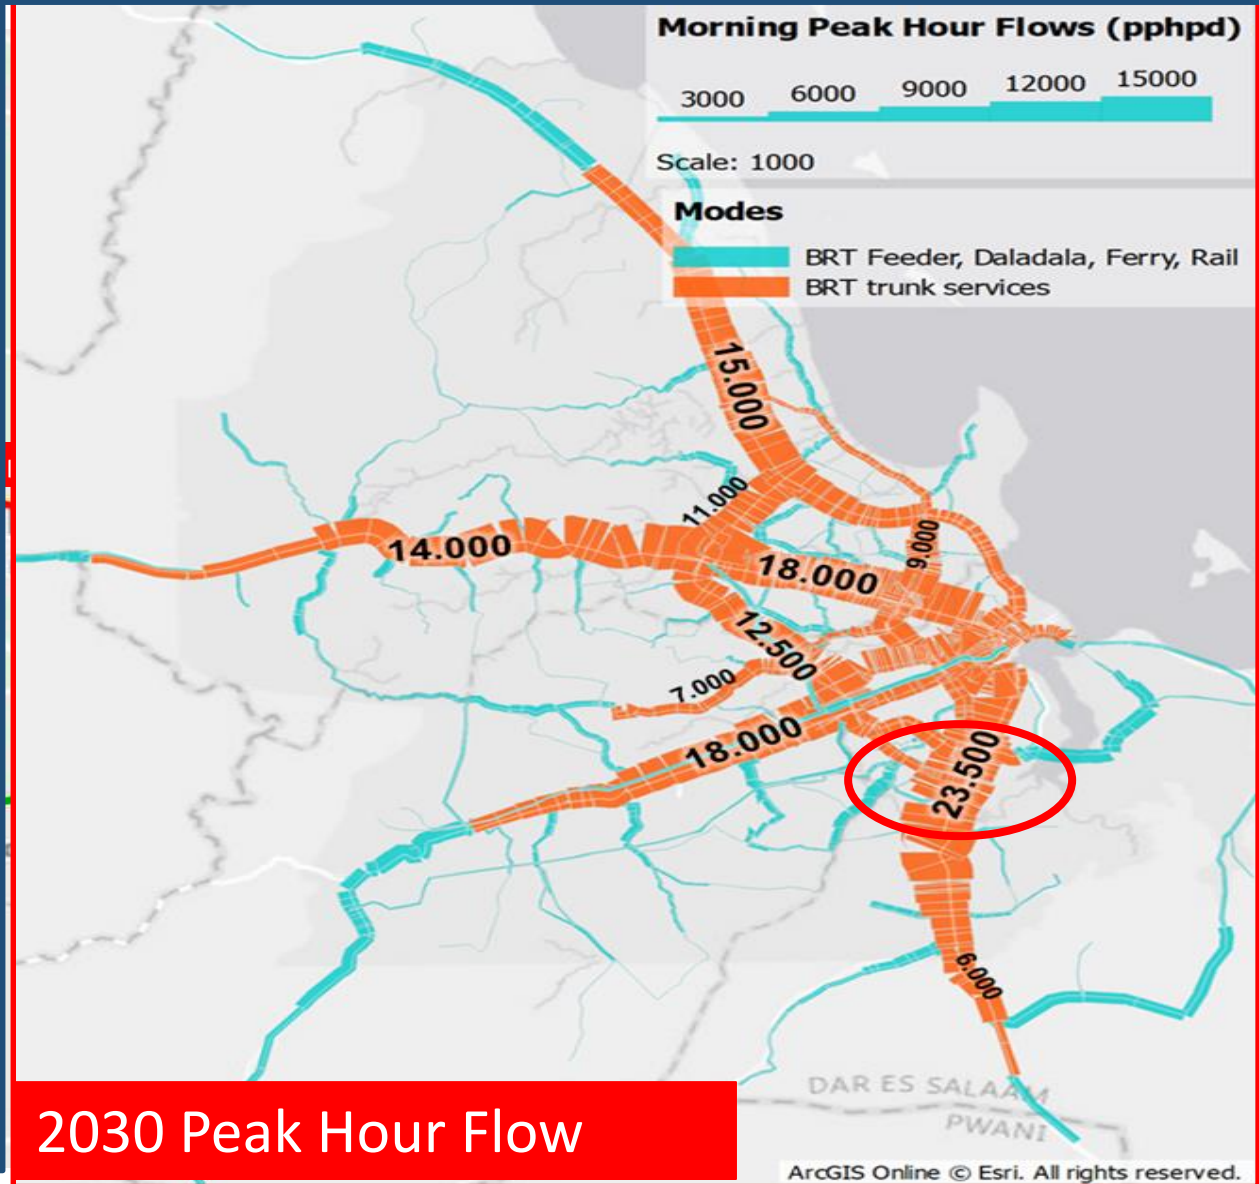 Morning Peak Hour Flows (pphpd)
3000 6000 9000 12000 15000
Scale: 1000
Modes
BRT Feeder, Daladala, Ferry, Rail
BRT trunk services
15.000
11.000
9.000
14.000
18.000
12.500
7.000
18.000
23.500
6.000
DAR ES SALAAM
PWANI
2030 Peak Hour Flow
ArcGIS Online © Esri. All rights reserved.